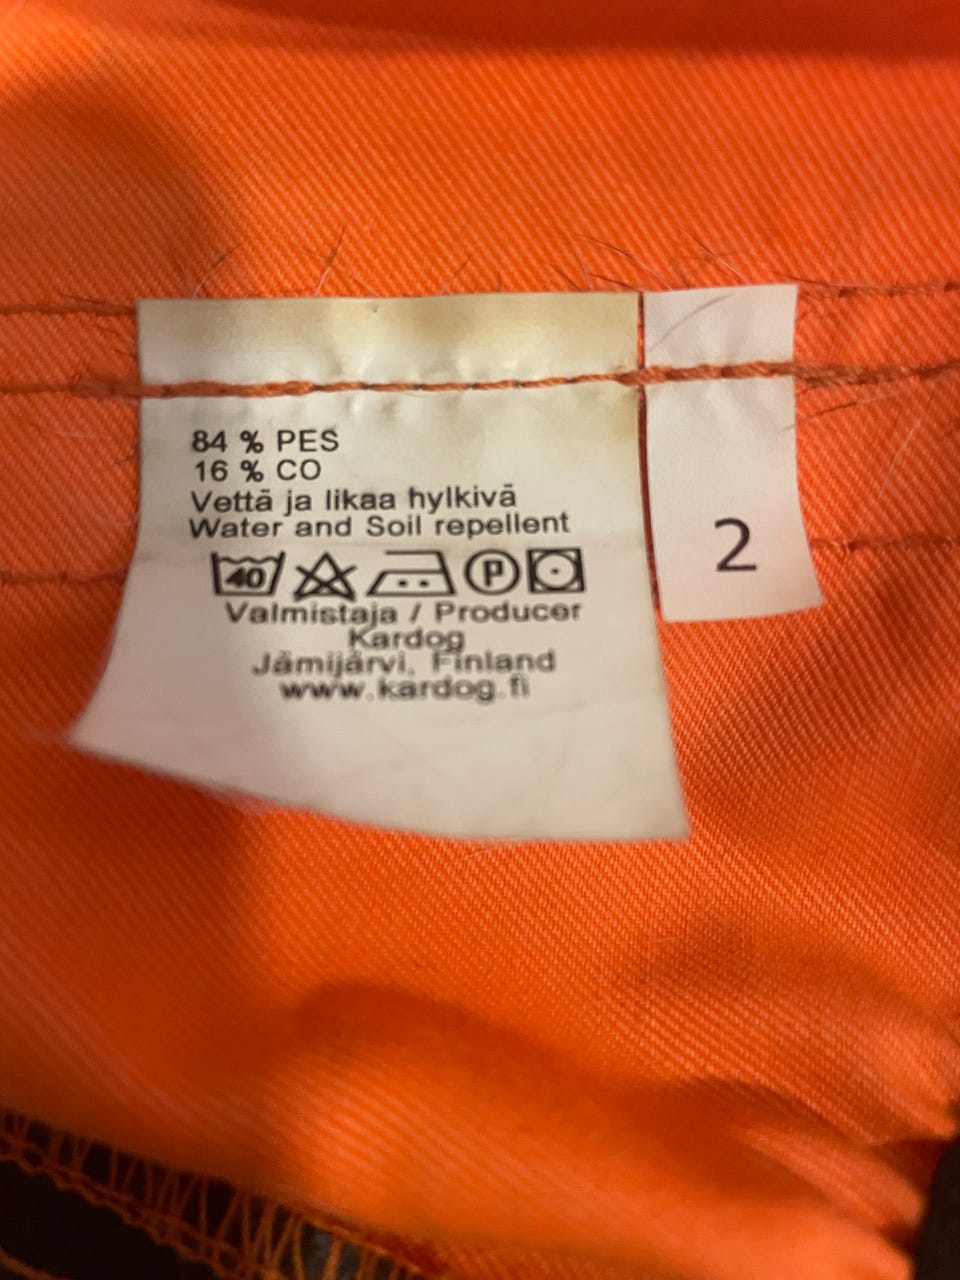 84 % PES
16 % CO
Vettä ja likaa hylkivä
Water and Soil repellent
40 P
Valmistaja / Producer
Kardog
Jämijärvi, Finland
www.kardog.fi
2